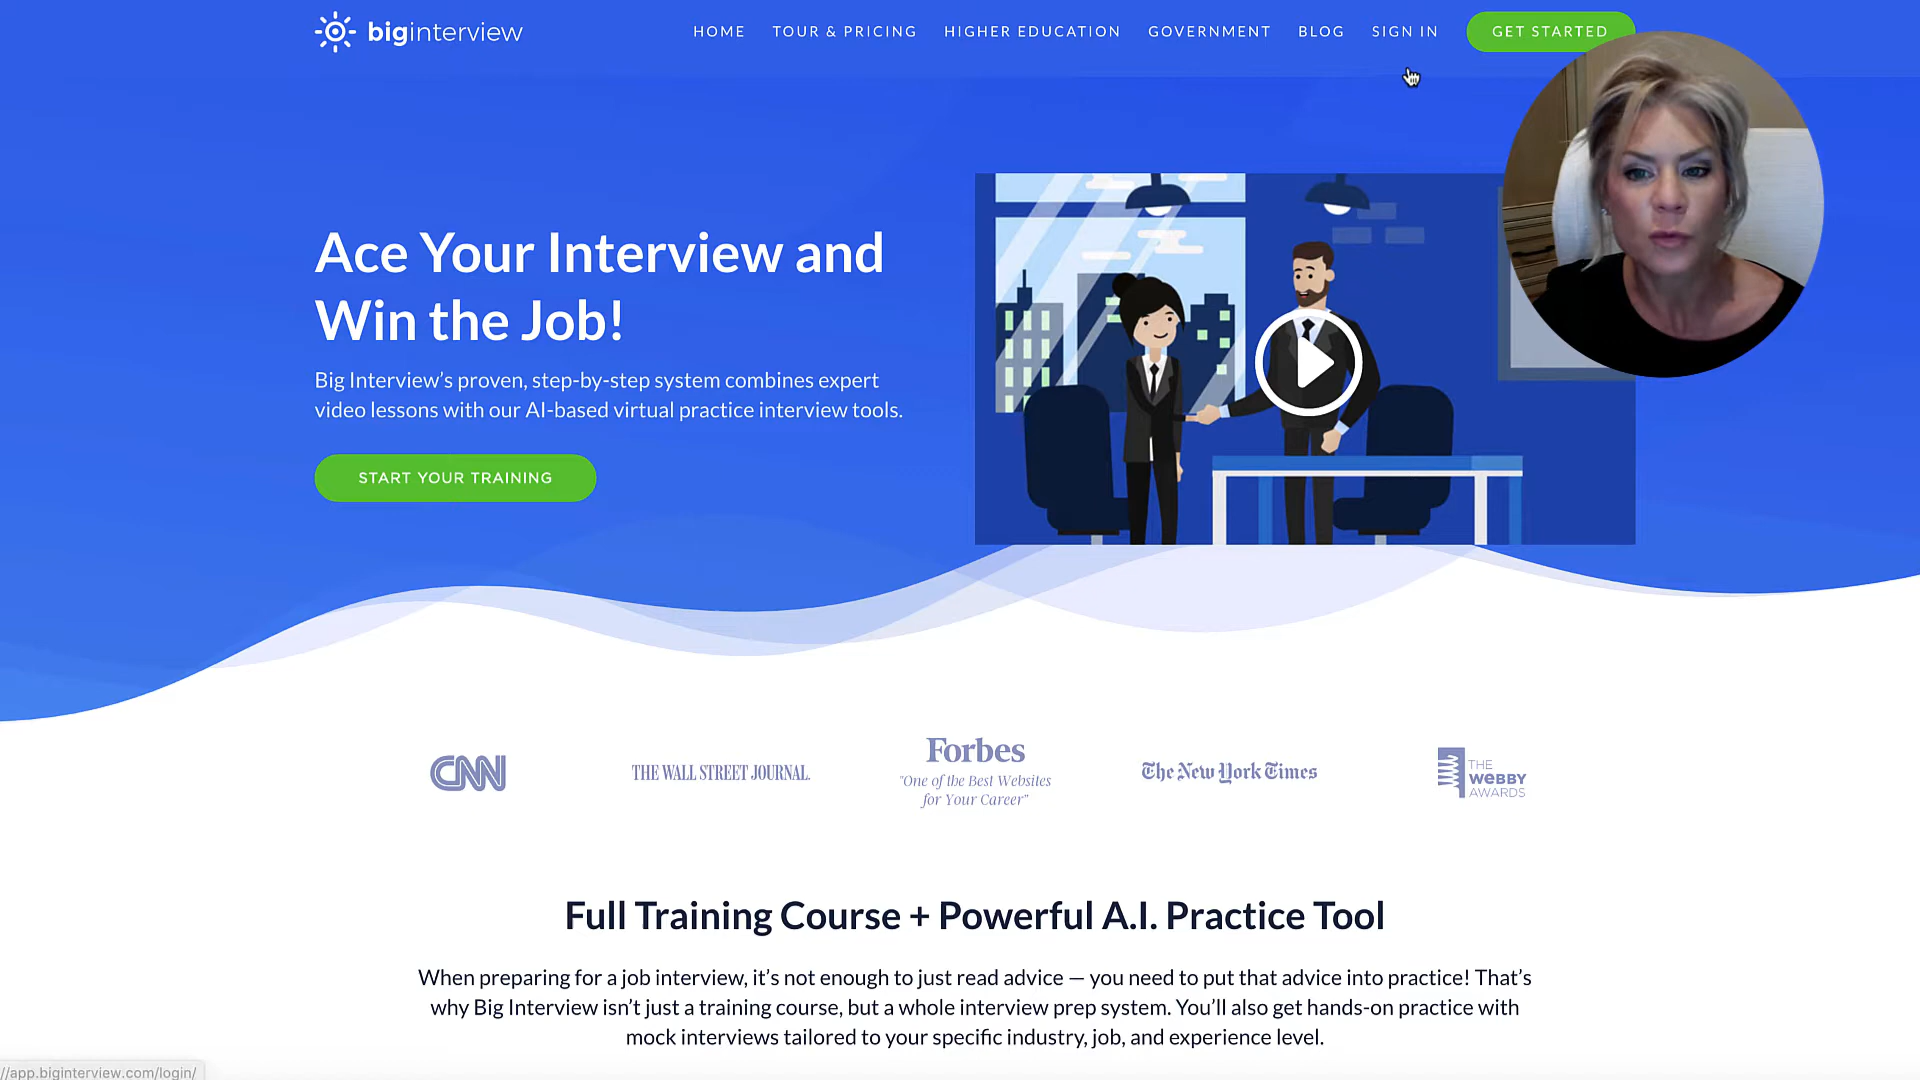 biginterview
HOME
TOUR & PRICING
HIGHER EDUCATION
GOVERNMENT
BLOG
SIGN IN
GET STARTED
Ace Your Interview and
Win the Job!
Big Interview’s proven, step-by-step system combines expert
video lessons with our AI-based virtual practice interview tools.
START YOUR TRAINING
CNN
THE WALL STREET JOURNAL.
Forbes
"One of the Best Websites
for Your Career"
The New York Times
THE
WEBBY
AWARDS
Full Training Course + Powerful A.I. Practice Tool
When preparing for a job interview, it’s not enough to just read advice — you need to put that advice into practice! That’s
why Big Interview isn’t just a training course, but a whole interview prep system. You’ll also get hands-on practice with
mock interviews tailored to your specific industry, job, and experience level.
//app.biginterview.com/login/